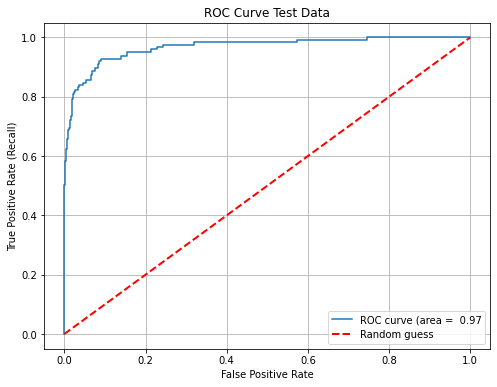 ROC Curve Test Data
True Positive Rate (Recall)
1.0
0.8
0.6
0.4
0.2
0.0
0.0 0.2 0.4 0.6 0.8 1.0
False Positive Rate
ROC curve (area =  0.97
Random guess